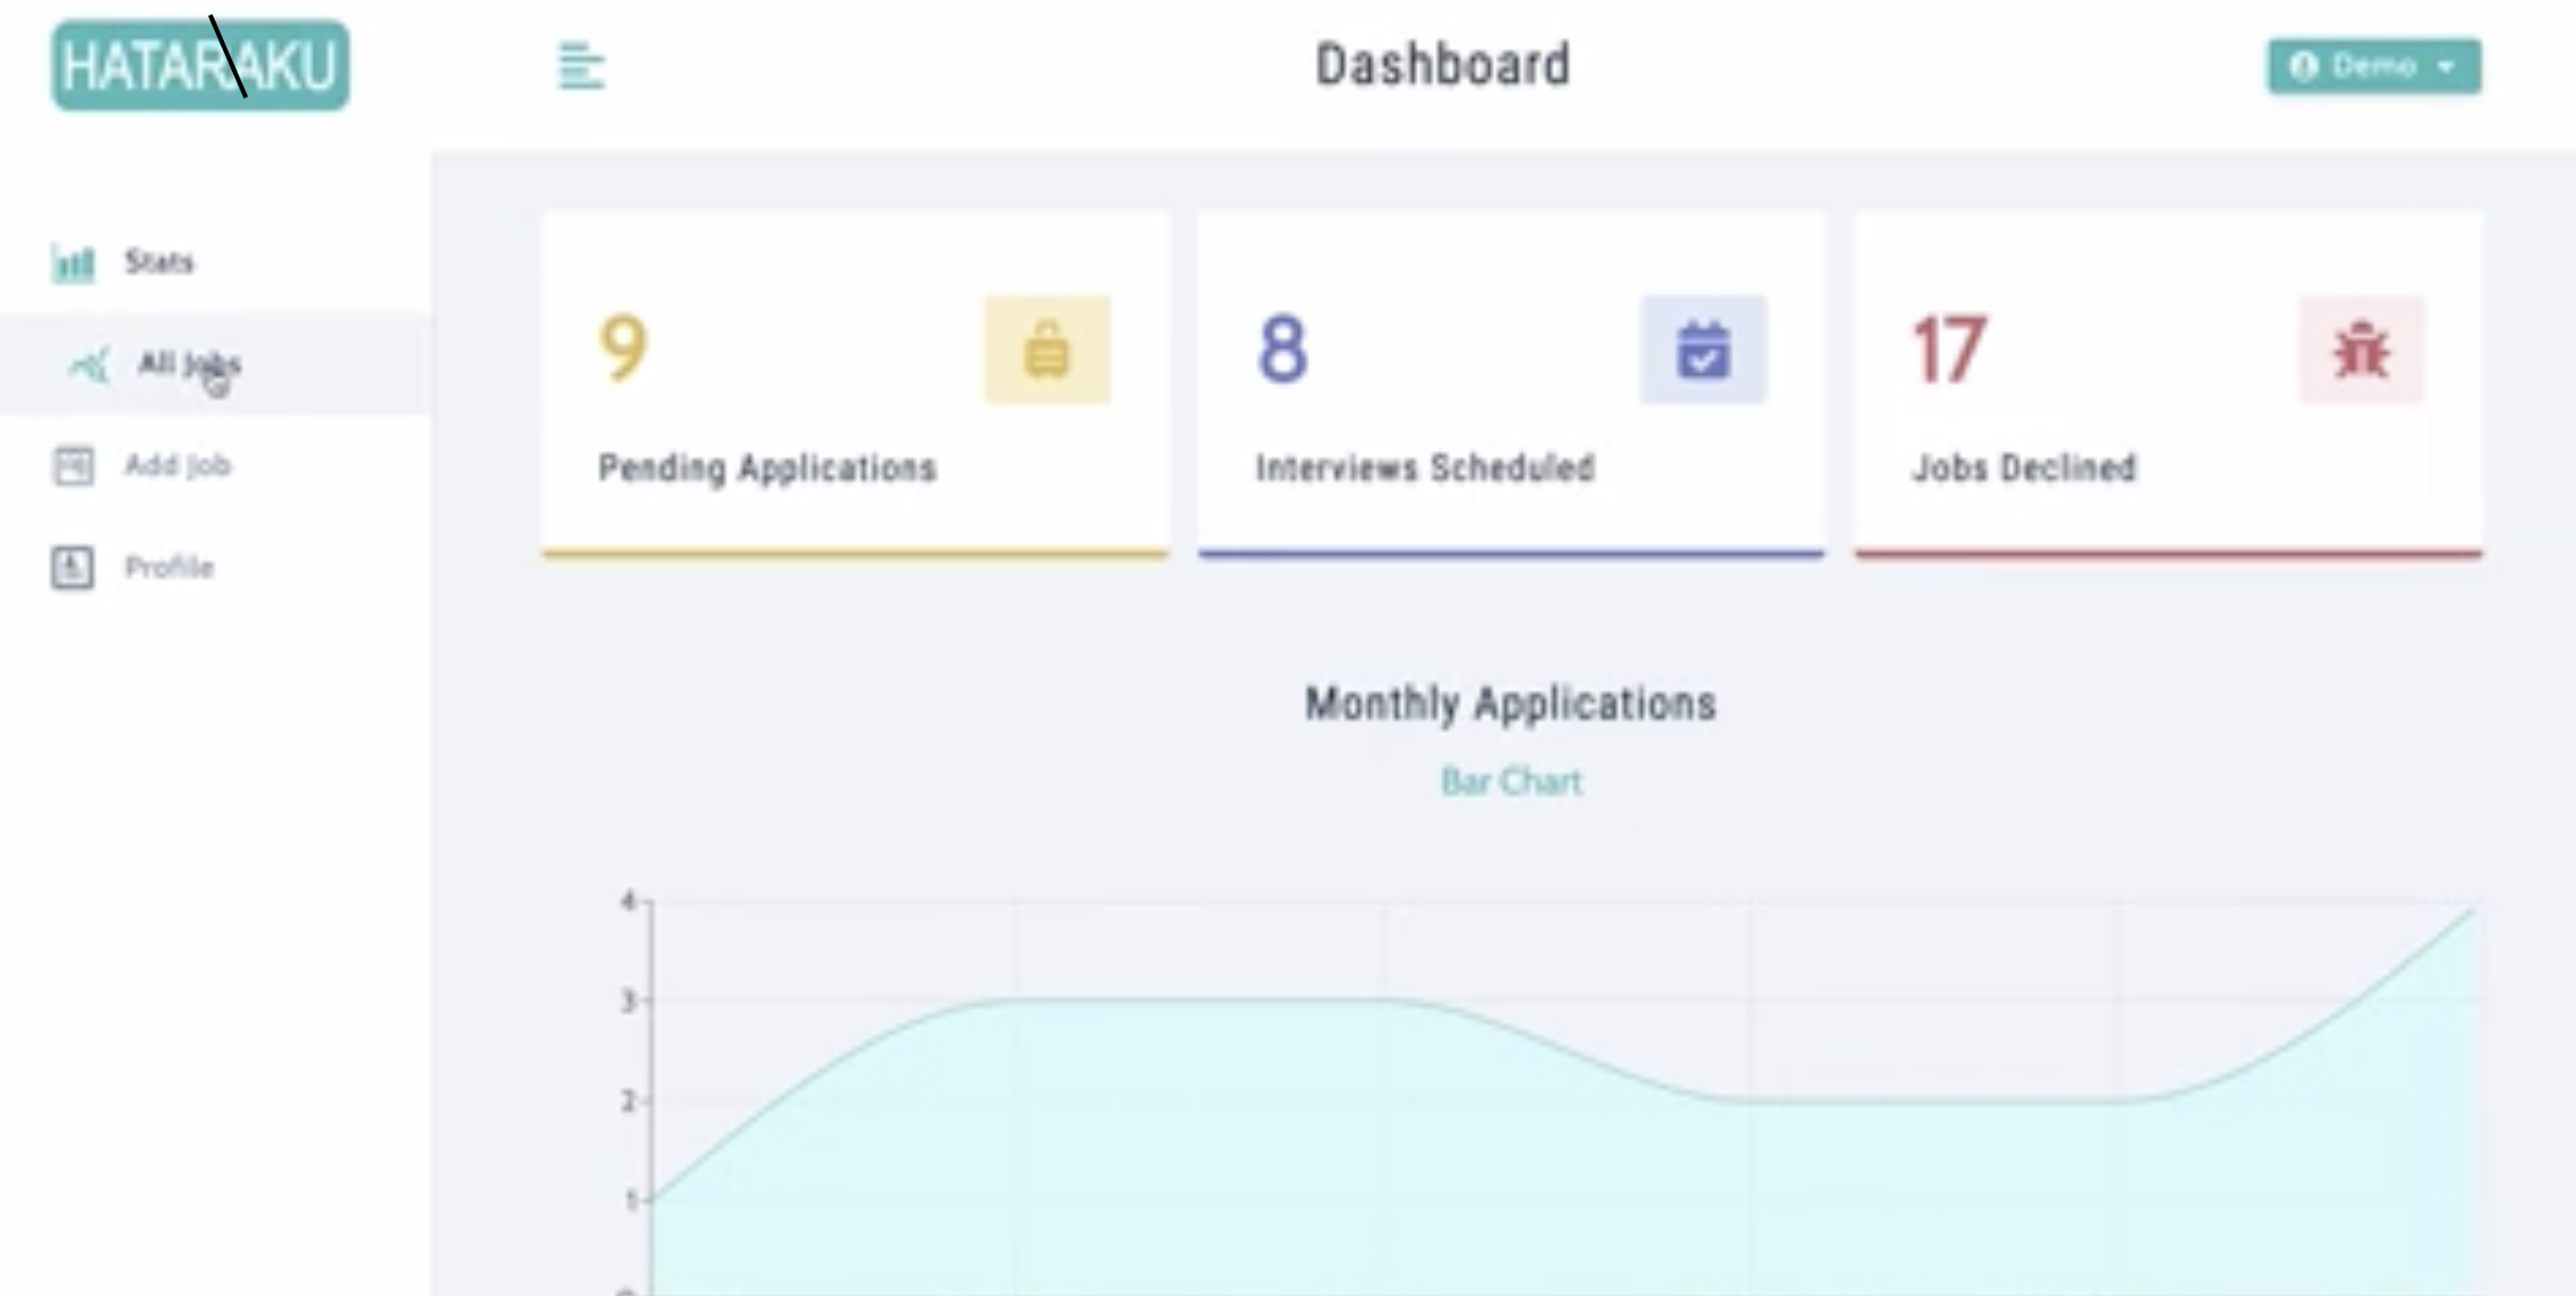 HATARAKU
Dashboard
Demo
Stats
All Jobs
Add Job
Profile
9
Pending Applications
8
Interviews Scheduled
17
Jobs Declined
Monthly Applications
Bar Chart
4
3
2
1